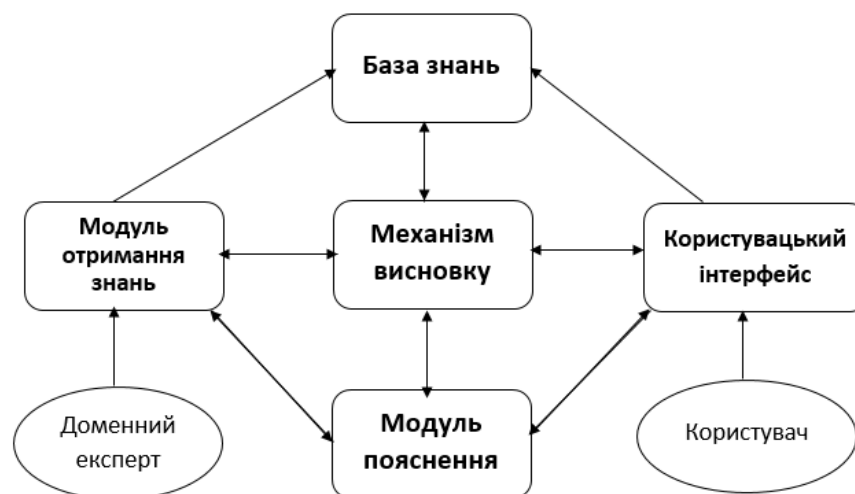 База знань
Модуль
отримання
знань
Механізм
висновку
Користувацький
інтерфейс
Доменний
експерт
Модуль
пояснення
Користувач